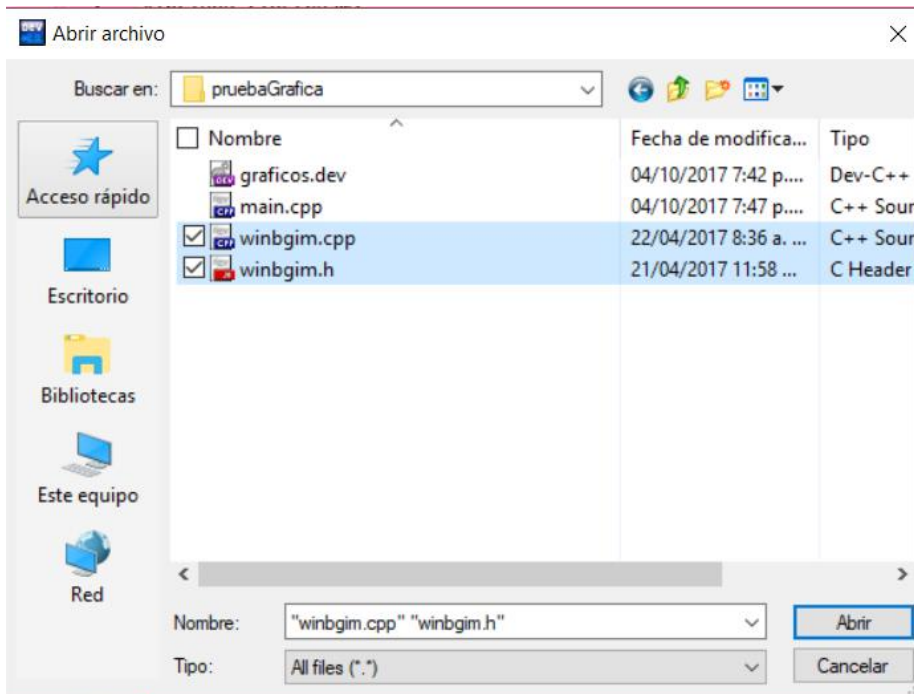 Abrir archivo
Buscar en: pruebaGrafica
Nombre Fecha de modifica... Tipo
graficos.dev 04/10/2017 7:42 p.... Dev-C++
main.cpp 04/10/2017 7:47 p.... C++ Sour
winbgim.cpp 22/04/2017 8:36 a. ... C++ Sour
winbgim.h 21/04/2017 11:58 ... C Header
Acceso rápido
Escritorio
Bibliotecas
Este equipo
Red
Nombre: "winbgim.cpp" "winbgim.h" Abrir
Tipo: All files (*.*) Cancelar